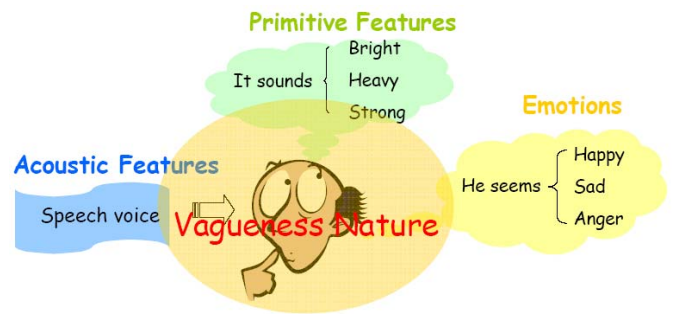 Primitive Features
It sounds
Bright
Heavy
Strong
Emotions
He seems
Happy
Sad
Anger
Acoustic Features
Speech voice
Vagueness Nature